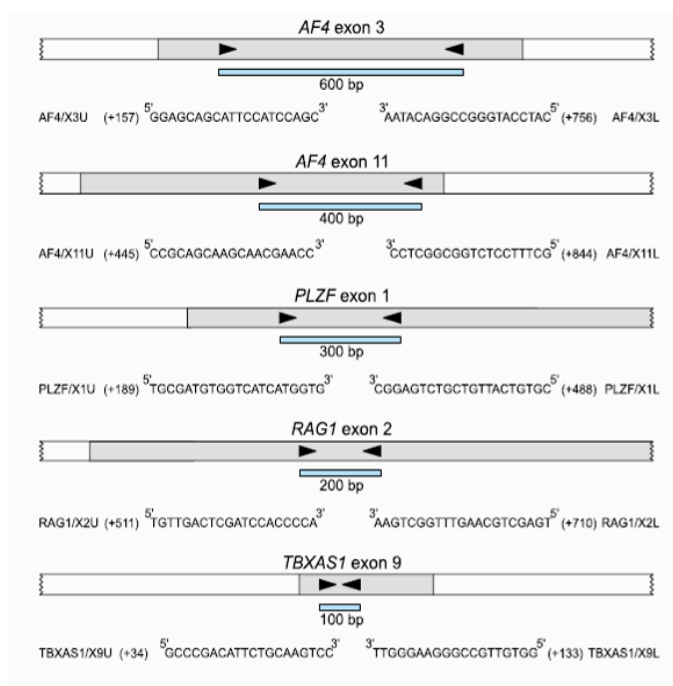 AF4 exon 3
600 bp
AF4/X3U (+157) 5'GGAGCAGCATTCCATCCAGC3' 3'AATACAGGCCGGGTACCTAC5' (+756) AF4/X3L
AF4 exon 11
400 bp
AF4/X11U (+445) 5'CCGCAGCAAGCAACGAACC3' 3'CCTCGGCGGTCTCCTTTCG5' (+844) AF4/X11L
PLZF exon 1
300 bp
PLZF/X1U (+189) 5'TGCGATGTGGTCATCATGGTG3' 3'CGGAGTCTGCTGTTACTGTGC5' (+488) PLZF/X1L
RAG1 exon 2
200 bp
RAG1/X2U (+511) 5'TGTTGACTCGATCCACCCCA3' 3'AAGTCGGTTTGAACGTCGAGT5' (+710) RAG1/X2L
TBXAS1 exon 9
100 bp
TBXAS1/X9U (+34) 5'GCCCGACATTCTGCAAGTCC3' 3'TTGGGAAGGGCCGTTGTGG5' (+133) TBXAS1/X9L